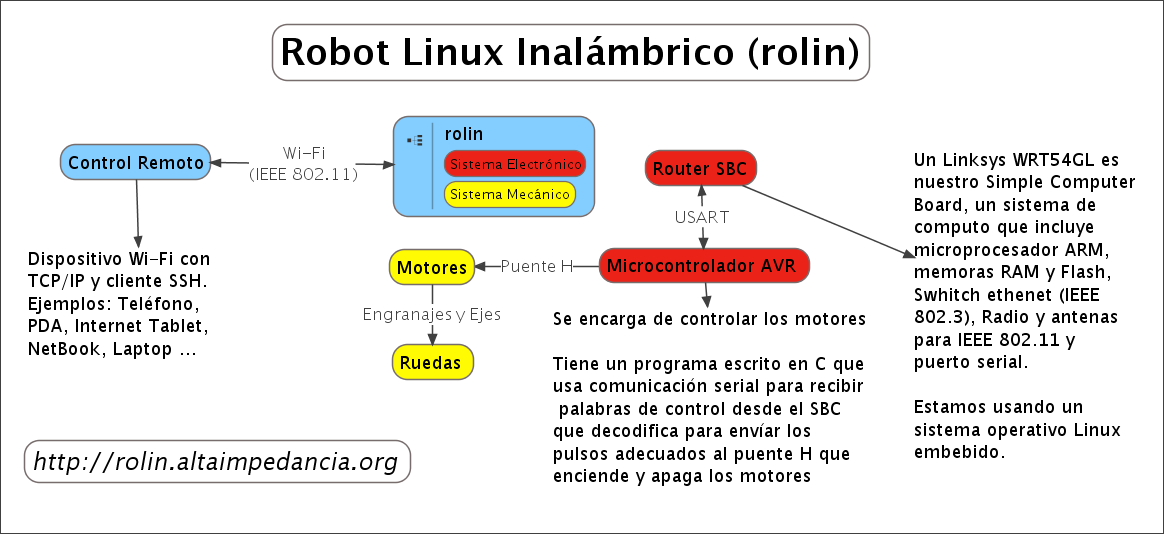 Robot Linux Inalámbrico (rolin)
Control Remoto
Wi-Fi
(IEEE 802.11)
rolin
Sistema Electrónico
Sistema Mecánico
Dispositivo Wi-Fi con
TCP/IP y cliente SSH.
Ejemplos: Teléfono,
PDA, Internet Tablet,
NetBook, Laptop ...
Motores
Puente H
Engranajes y Ejes
Ruedas
Router SBC
USART
Microcontrolador AVR
Se encarga de controlar los motores
Tiene un programa escrito en C que
usa comunicación serial para recibir
palabras de control desde el SBC
que decodifica para envíar los
pulsos adecuados al puente H que
enciende y apaga los motores
Un Linksys WRT54GL es
nuestro Simple Computer
Board, un sistema de
computo que incluye
microprocesador ARM,
memoras RAM y Flash,
Swhitch ethenet (IEEE
802.3), Radio y antenas
para IEEE 802.11 y
puerto serial.
Estamos usando un
sistema operativo Linux
embebido.
http://rolin.altaimpedancia.org